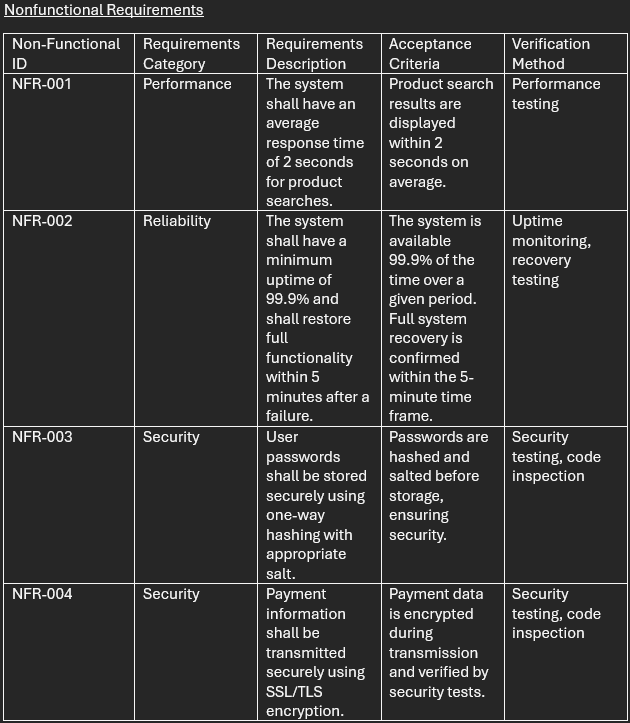 Nonfunctional Requirements
Non-Functional
ID
Requirements
Category
Requirements
Description
Acceptance
Criteria
Verification
Method
NFR-001
Performance
The system
shall have an
average
response time
of 2 seconds
for product
searches.
Product search
results are
displayed
within 2
seconds on
average.
Performance
testing
NFR-002
Reliability
The system
shall have a
minimum
uptime of
99.9% and
shall restore
full
functionality
within 5
minutes after a
failure.
The system is
available
99.9% of the
time over a
given period.
Full system
recovery is
confirmed
within the 5-
minute time
frame.
Uptime
monitoring,
recovery
testing
NFR-003
Security
User
passwords
shall be stored
securely using
one-way
hashing with
appropriate
salt.
Passwords are
hashed and
salted before
storage,
ensuring
security.
Security
testing, code
inspection
NFR-004
Security
Payment
information
shall be
transmitted
securely using
SSL/TLS
encryption.
Payment data
is encrypted
during
transmission
and verified by
security tests.
Security
testing, code
inspection